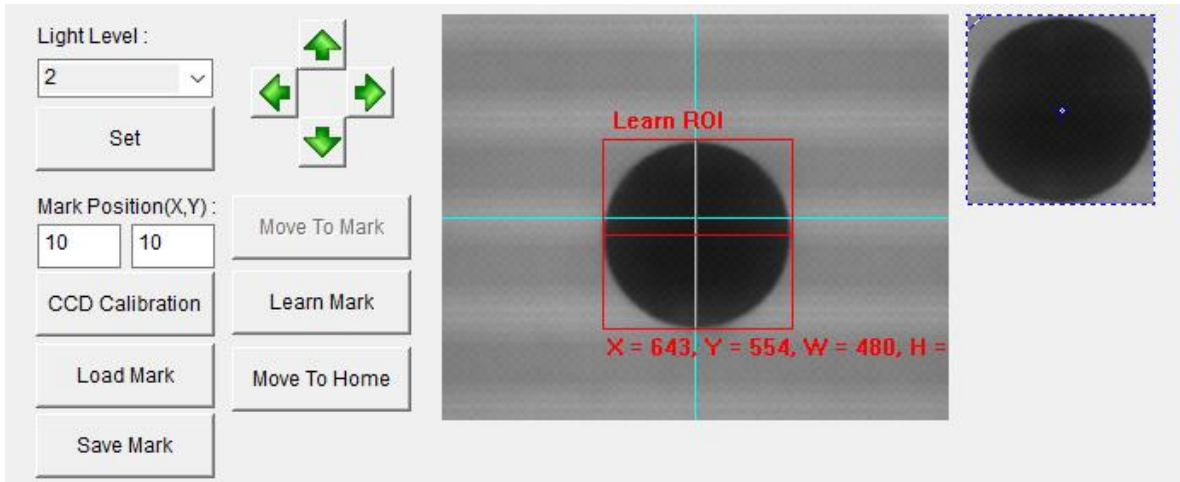 Light Level :
2
Set
Mark Position(X,Y) :
10 10
Move To Mark
CCD Calibration
Learn Mark
Load Mark
Move To Home
Save Mark
Learn ROI
X = 643, Y = 554, W = 480, H =